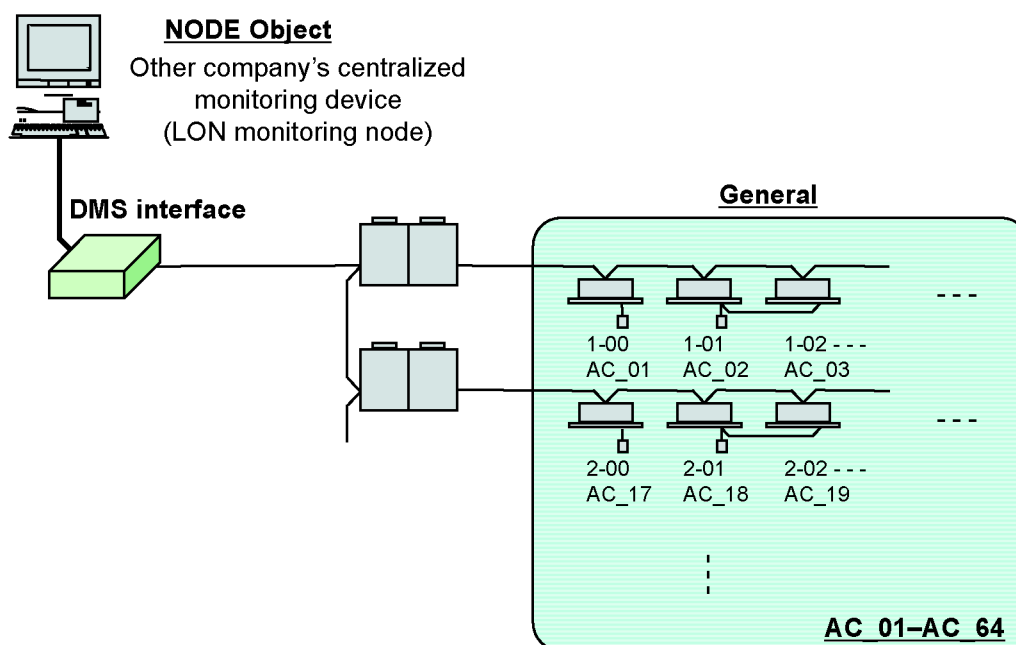 NODE Object
Other company's centralized
monitoring device
(LON monitoring node)
DMS interface
General
1-00
1-01
1-02 - - -
AC_01
AC_02
AC_03
- - -
2-00
2-01
2-02 - - -
AC_17
AC_18
AC_19
- - -
AC_01–AC_64